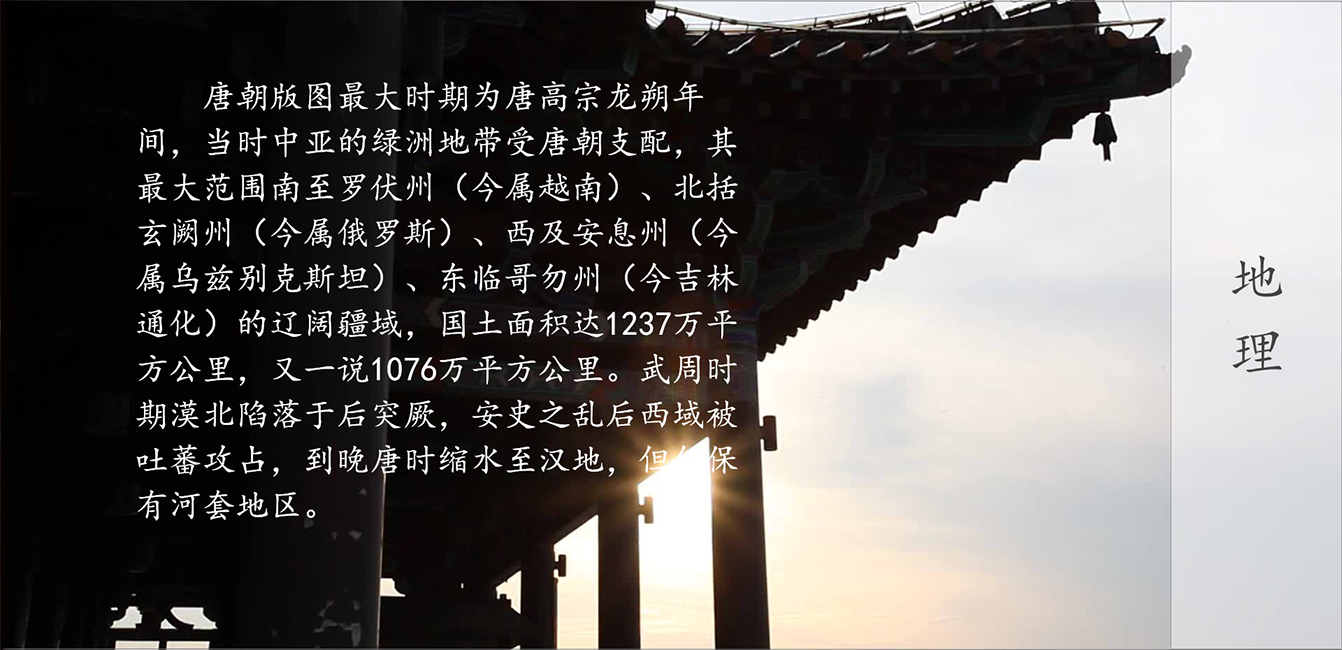 唐朝版图最大时期为唐高宗龙朔年
间，当时中亚的绿洲地带受唐朝支配，其
最大范围南至罗伏州（今属越南）、北括
玄阙州（今属俄罗斯）、西及安息州（今
属乌兹别克斯坦）、东临哥勿州（今吉林
通化）的辽阔疆域，国土面积达1237万平
方公里，又一说1076万平方公里。武周时
期漠北陷落于后突厥，安史之乱后西域被
吐蕃攻占，到晚唐时缩水至汉地，但保
有河套地区。
地
理